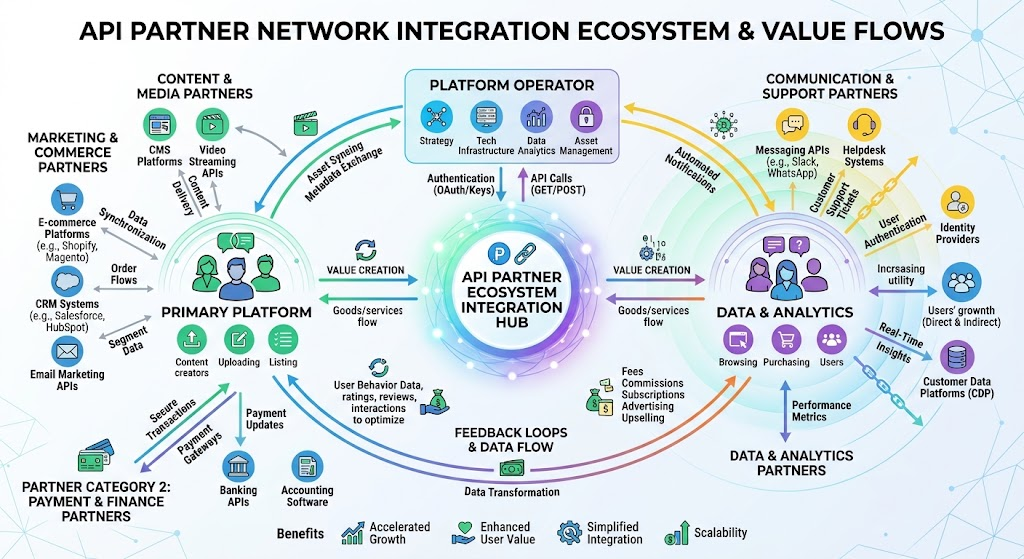 API PARTNER NETWORK INTEGRATION ECOSYSTEM & VALUE FLOWS
CONTENT &
MEDIA PARTNERS
CMS
Platforms
Video
Streaming
APIs
Content
Delivery
MARKETING &
COMMERCE
PARTNERS
E-commerce
Platforms
(e.g., Shopify,
Magento)
CRM Systems
(e.g., Salesforce,
HubSpot)
Email Marketing
APIs
Data
Synchronization
Order
Flows
Segment
Data
Asset Syneing
Metadata Exchange
PLATFORM OPERATOR
Strategy
Tech
Infrastructure
Data
Analytics
Asset
Management
Authentication
(OAuth/Keys)
API Calls
(GET/POST)
Automated
Notifications
COMMUNICATION &
SUPPORT PARTNERS
Messaging APIs
(e.g., Slack,
WhatsApp)
Helpdesk
Systems
Customer
Support
Tickets
User
Authentication
Identity
Providers
PRIMARY PLATFORM
Content
creators
Uploading
Listing
VALUE CREATION
Goods/services
flow
P
API PARTNER
ECOSYSTEM
INTEGRATION
HUB
VALUE CREATION
Goods/services
flow
?
DATA & ANALYTICS
Browsing
Purchasing
Users
Incrsasing
utility
Users' growth
(Direct & Indirect)
Real-Time
Insights
Customer Data
Platforms (CDP)
Performance
Metrics
DATA & ANALYTICS
PARTNERS
Secure
Transactions
Payment
Gateways
Payment
Updates
PARTNER CATEGORY 2:
PAYMENT & FINANCE
PARTNERS
Banking
APIs
Accounting
Software
User Behavior Data,
ratings, reviews,
interactions
to optimize
Fees
Commissions
Subscriptions
Advertising
Upselling
FEEDBACK LOOPS
& DATA FLOW
Data Transformation
Benefits
Accelerated
Growth
Enhanced
User Value
Simplified
Integration
Scalability